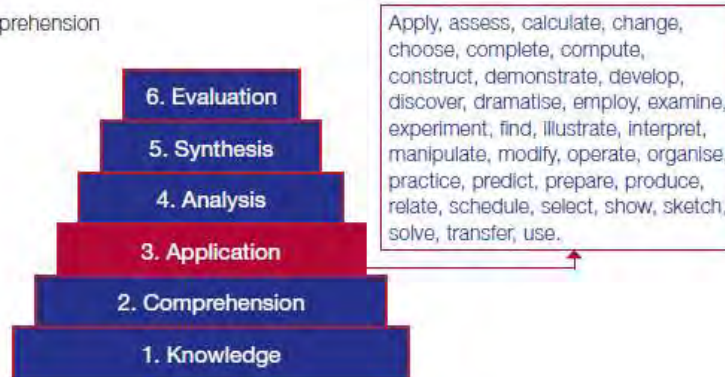 prehension
Apply, assess, calculate, change,
choose, complete, compute,
construct, demonstrate, develop,
discover, dramatise, employ, examine,
experiment, find, illustrate, interpret,
manipulate, modify, operate, organise,
practice, predict, prepare, produce,
relate, schedule, select, show, sketch,
solve, transfer, use.
6. Evaluation
5. Synthesis
4. Analysis
3. Application
2. Comprehension
1. Knowledge